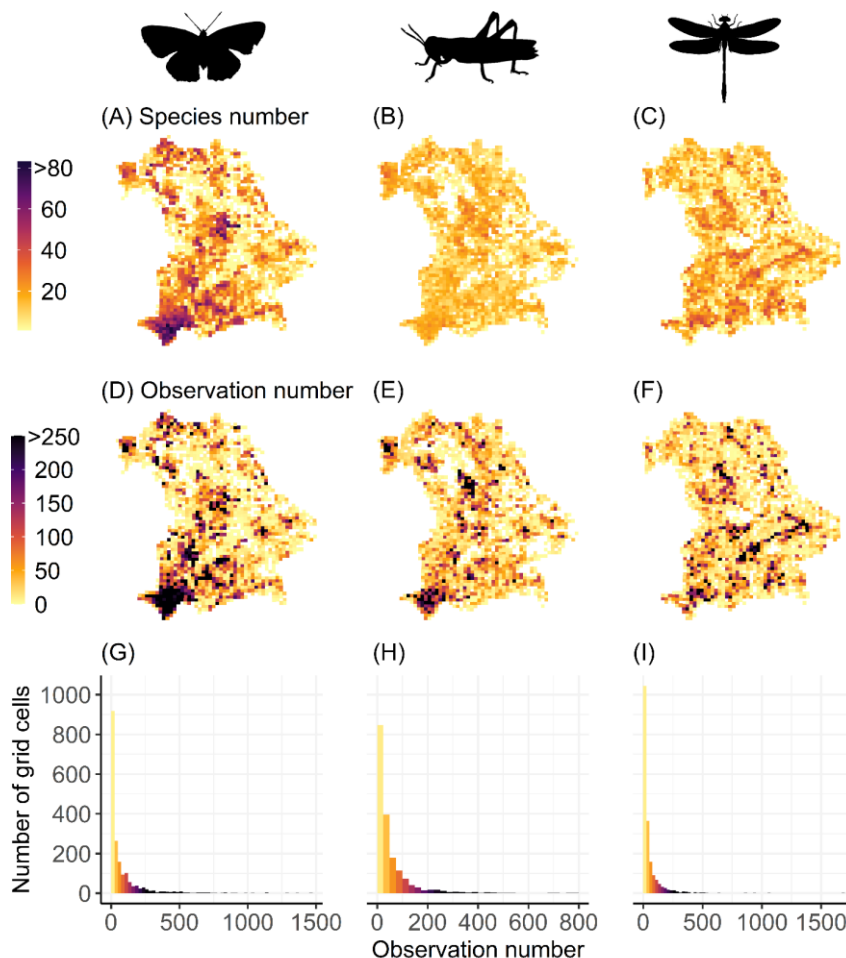 (A) Species number
(B)
(C)
>80
60
40
20
(D) Observation number
(E)
(F)
>250
200
150
100
50
0
(G)
(H)
(I)
Number of grid cells
1000
800
600
400
200
0
0 500 1000 1500
0 200 400 600 800
0 500 1000 1500
Observation number